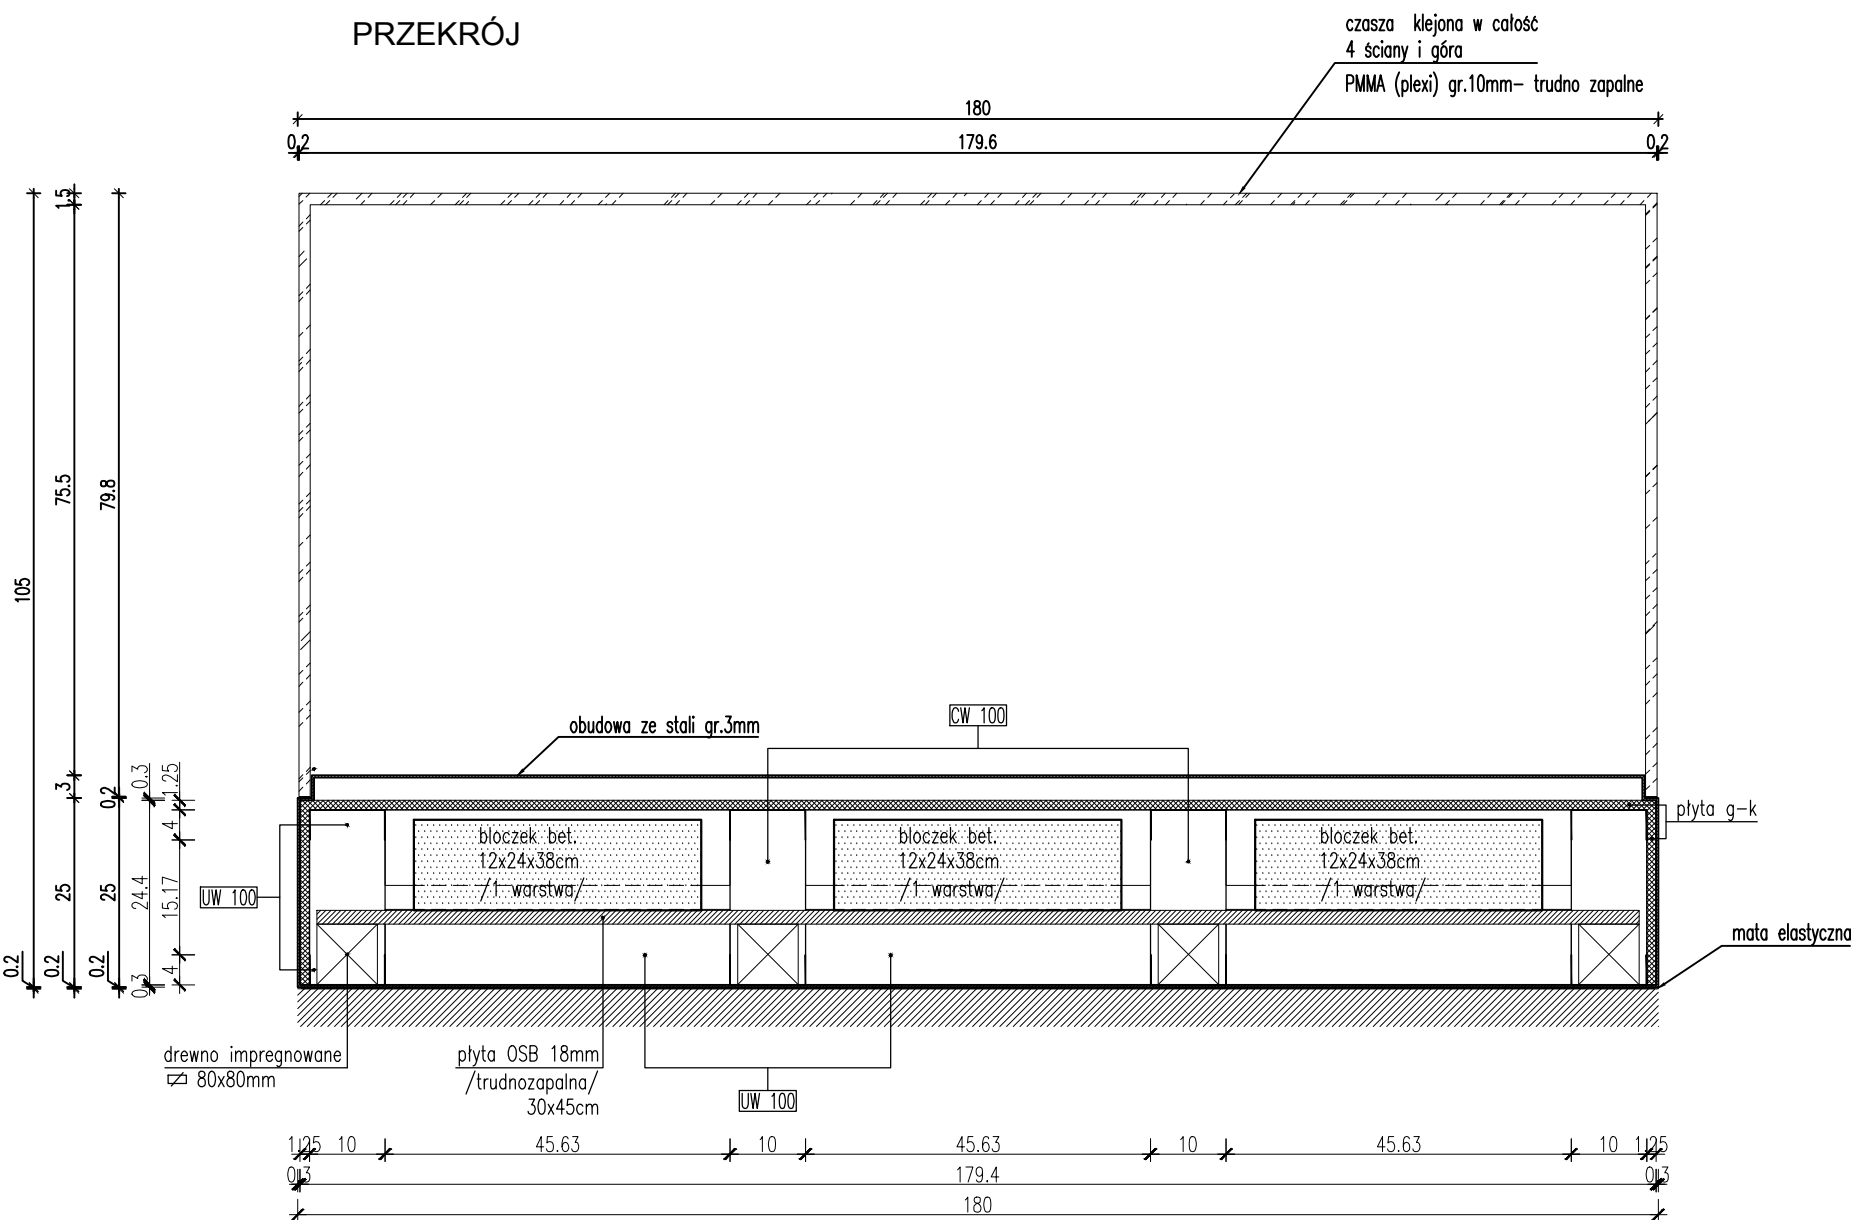 PRZEKRÓJ
czasza klejona w całość
4 ściany i góra
PMMA (plexi) gr.10mm– trudno zapalne
180
0.2
179.6
0.2
1.5
105
75.5
79.8
obudowa ze stali gr.3mm
CW 100
3
0.2
0.3
1.25
płyta g–k
4
25
25
24.4
15.17
4
0.2
0.2
0.2
0.3
UW 100
bloczek bet.
12x24x38cm
/1 warstwa/
bloczek bet.
12x24x38cm
/1 warstwa/
bloczek bet.
12x24x38cm
/1 warstwa/
mata elastyczna
drewno impregnowane
80x80mm
płyta OSB 18mm
/trudnozapalna/
30x45cm
UW 100
1.25 10 45.63 10 45.63 10 45.63 10 1.25
0.3 179.4 0.3
180